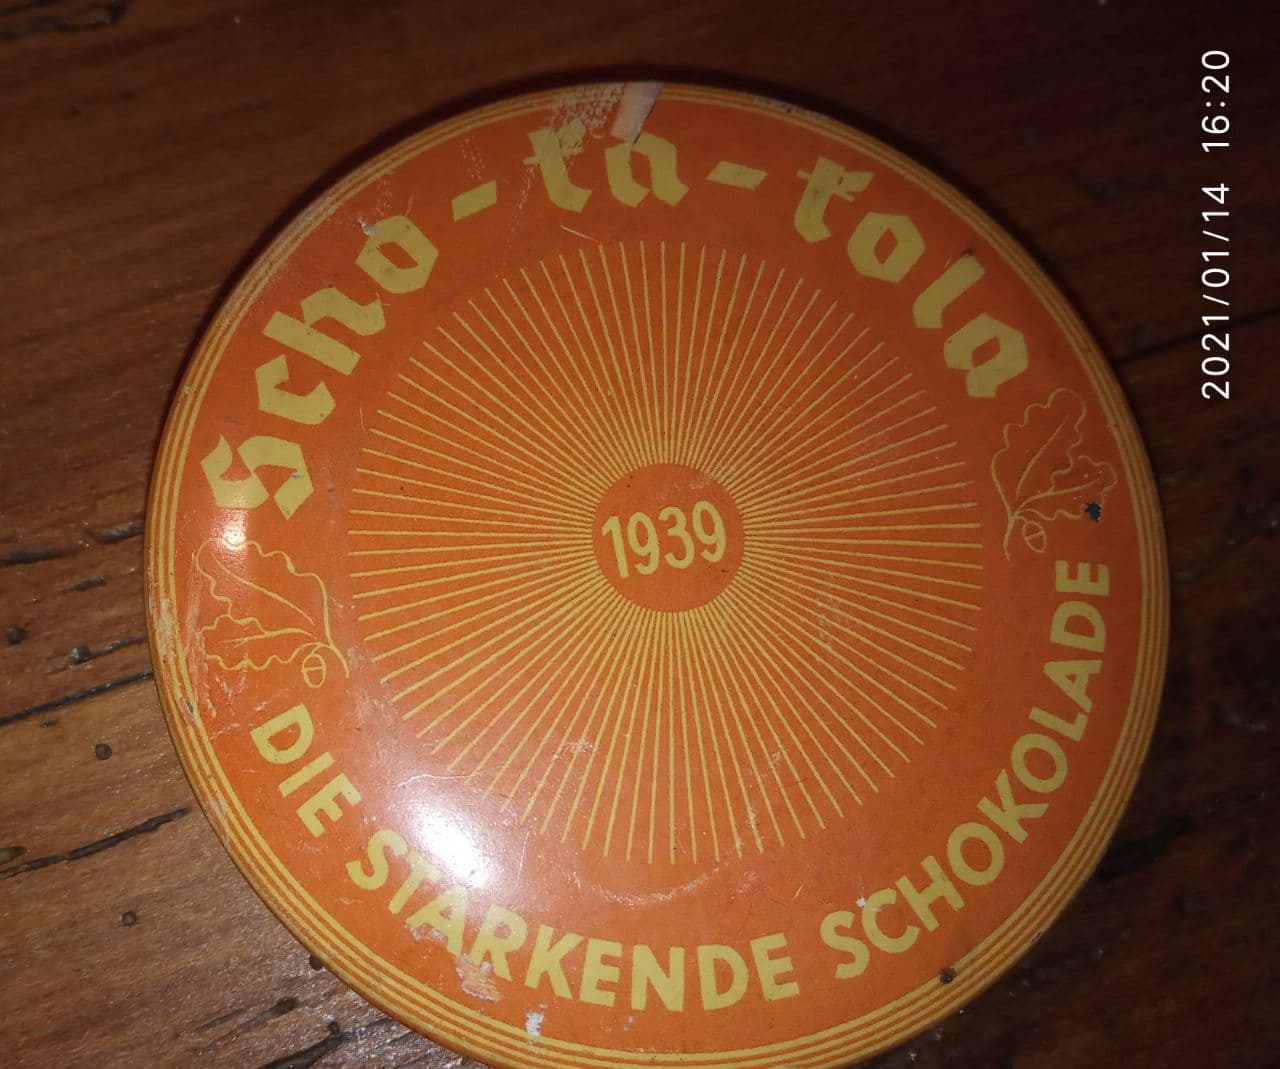 Scho-ka-kola
1939
DIE STARKENDE SCHOKOLADE
2021/01/14 16:20